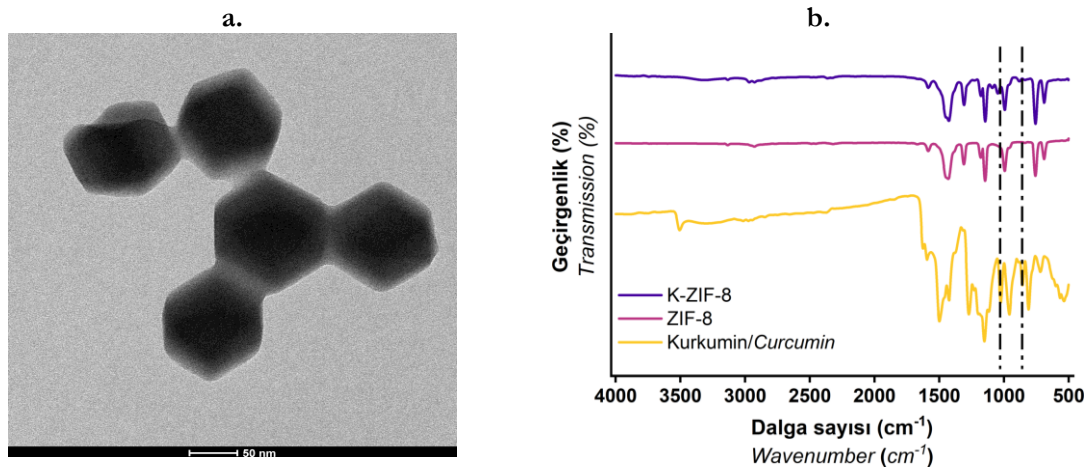 a.
50 nm
b.
Geçirgenlik (%)
Transmission (%)
K-ZIF-8
ZIF-8
Kurkumin/Curcumin
4000 3500 3000 2500 2000 1500 1000 500
Dalga sayısı (cm⁻¹)
Wavenumber (cm⁻¹)